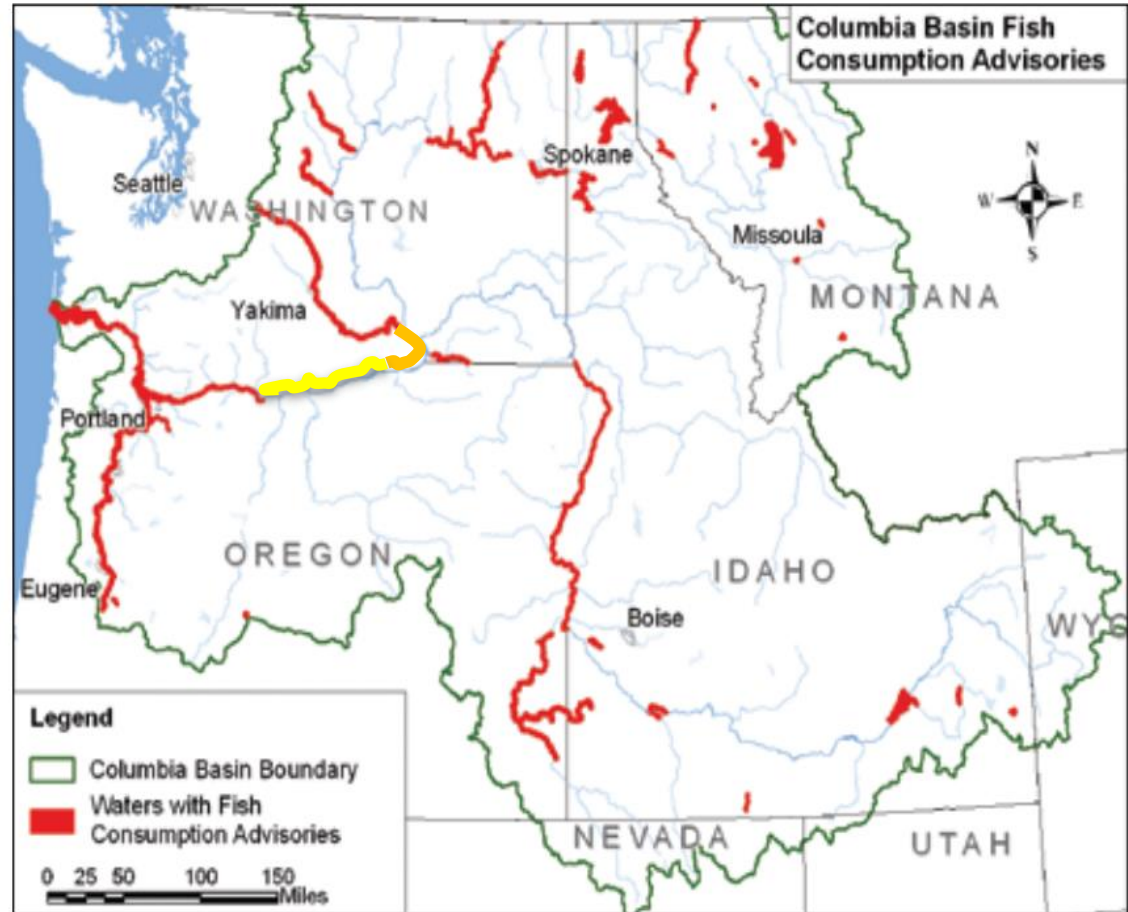 Columbia Basin Fish
Consumption Advisories
N
W
E
S
Seattle
WASHINGTON
Spokane
Missoula
MONTANA
Yakima
Portland
OREGON
IDAHO
Eugene
Boise
WYO
NEVADA
UTAH
Legend
Columbia Basin Boundary
Waters with Fish
Consumption Advisories
0 25 50 100 150
Miles